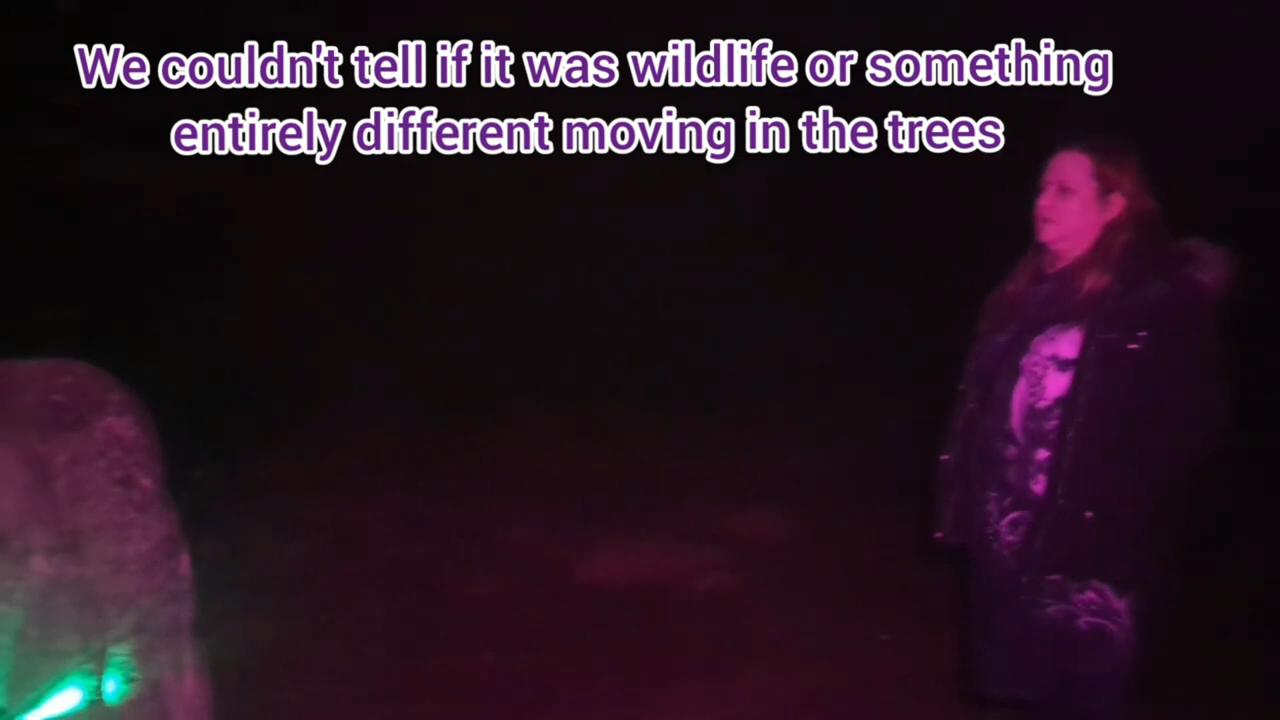 We couldn't tell if it was wildlife or something
entirely different moving in the trees